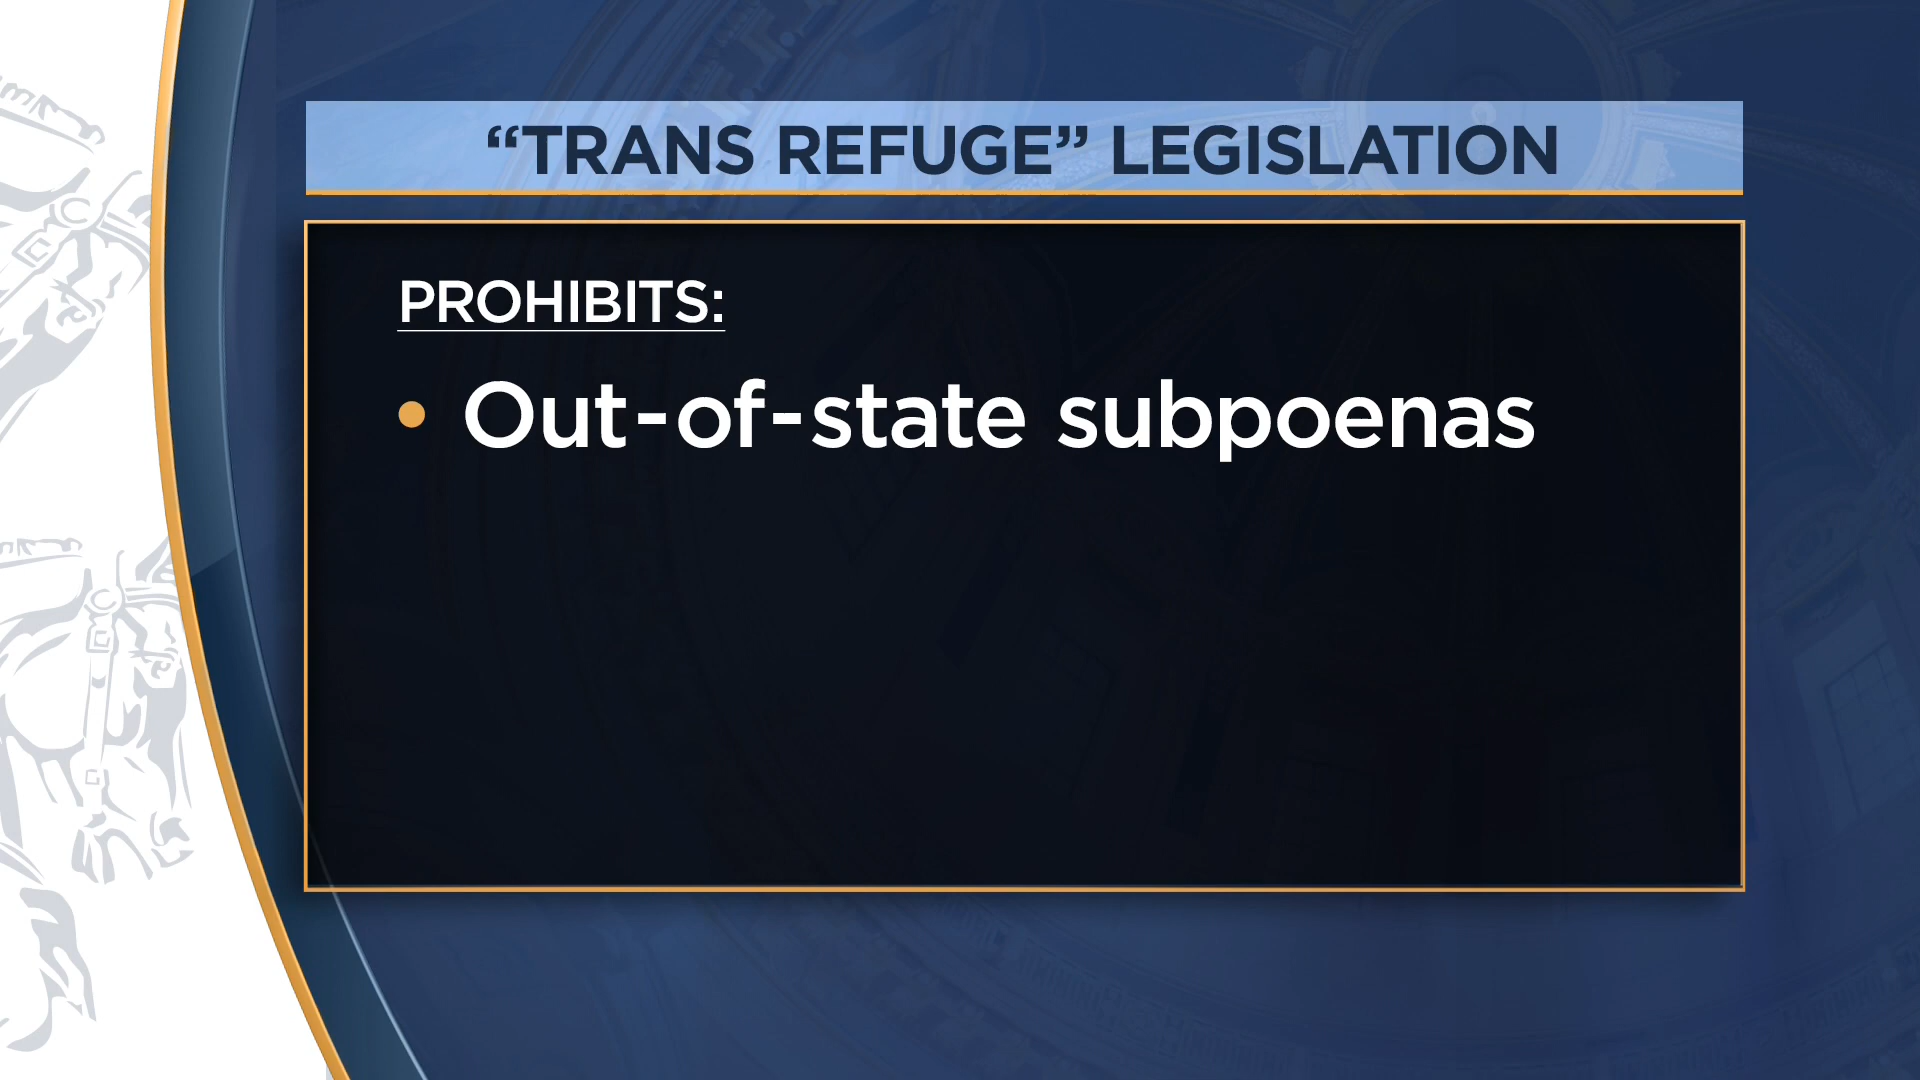 “TRANS REFUGE” LEGISLATION
PROHIBITS:
• Out-of-state subpoenas